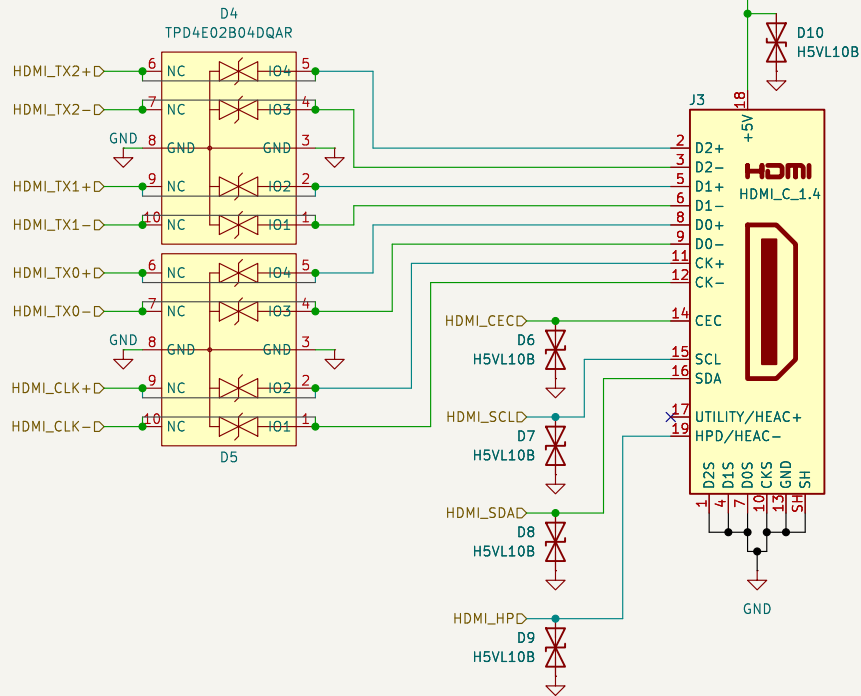 D4
TPD4E02B04DQAR
HDMI_TX2+
6
NC
IO4
5
HDMI_TX2-
7
NC
IO3
4
GND
8
GND
GND
3
HDMI_TX1+
9
NC
IO2
2
HDMI_TX1-
10
NC
IO1
1
HDMI_TX0+
6
NC
IO4
5
HDMI_TX0-
7
NC
IO3
4
GND
8
GND
GND
3
HDMI_CLK+
9
NC
IO2
2
HDMI_CLK-
10
NC
IO1
1
D5
D10
H5VL10B
J3
18
+5V
HDMI
HDMI_C_1.4
2
D2+
3
D2-
5
D1+
6
D1-
8
D0+
9
D0-
11
CK+
12
CK-
HDMI_CEC
14
CEC
D6
H5VL10B
15
SCL
16
SDA
HDMI_SCL
17
UTILITY/HEAC+
19
HPD/HEAC-
D7
H5VL10B
D2S
D1S
D0S
CKS
GND
SH
1
4
7
10
13
SH
HDMI_SDA
D8
H5VL10B
GND
HDMI_HP
D9
H5VL10B